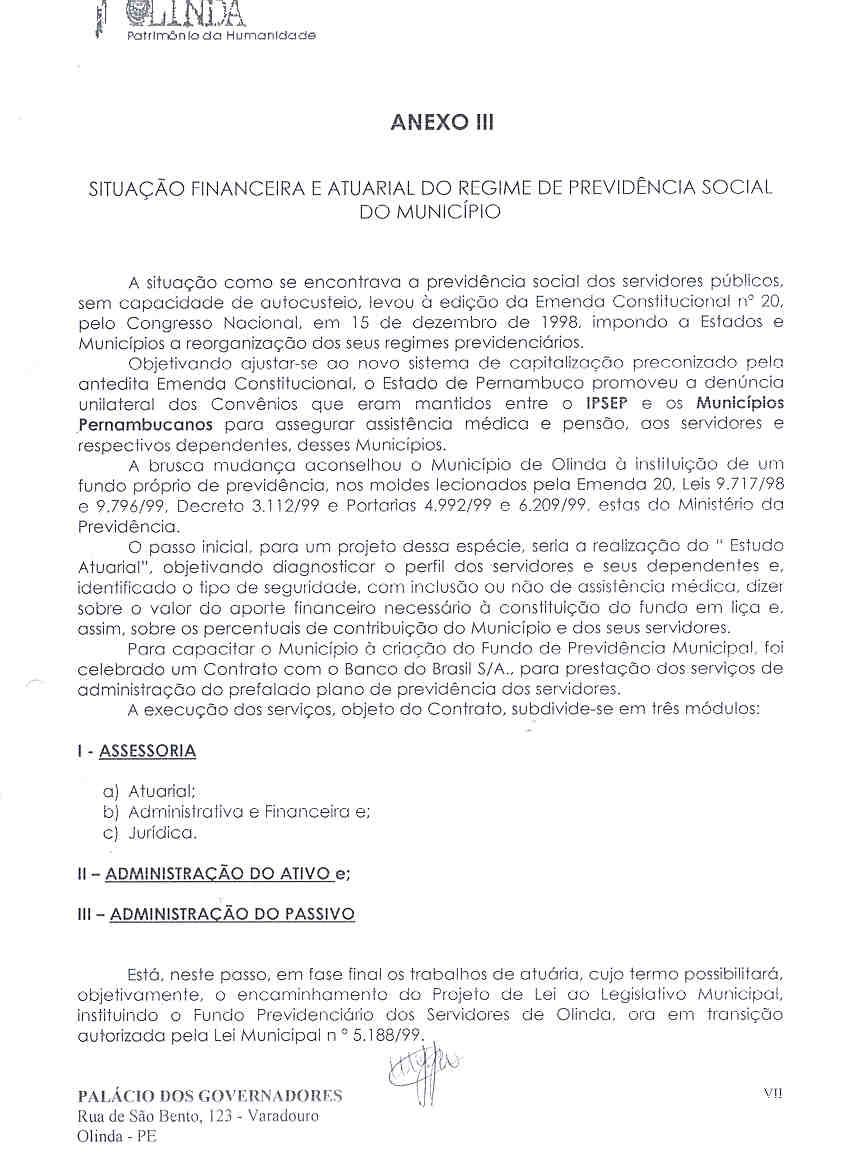 OLINDA
Patrimônio da Humanidade
ANEXO III
SITUAÇÃO FINANCEIRA E ATUARIAL DO REGIME DE PREVIDÊNCIA SOCIAL
DO MUNICÍPIO
A situação como se encontrava a previdência social dos servidores públicos,
sem capacidade de autocusteio, levou à edição da Emenda Constitucional nº 20,
pelo Congresso Nacional, em 15 de dezembro de 1998, impondo a Estados e
Municípios a reorganização dos seus regimes previdenciários.
Objetivando ajustar-se ao novo sistema de capitalização preconizado pela
antedita Emenda Constitucional, o Estado de Pernambuco promoveu a denúncia
unilateral dos Convênios que eram mantidos entre o IPSEP e os Municípios
Pernambucanos para assegurar assistência médica e pensão, aos servidores e
respectivos dependentes, desses Municípios.
A brusca mudança aconselhou o Município de Olinda à instituição de um
fundo próprio de previdência, nos moldes lecionados pela Emenda 20, Leis 9.717/98
e 9.796/99, Decreto 3.112/99 e Portarias 4.992/99 e 6.209/99, estas do Ministério da
Previdência.
O passo inicial, para um projeto dessa espécie, seria a realização do " Estudo
Atuarial", objetivando diagnosticar o perfil dos servidores e seus dependentes e,
identificado o tipo de seguridade, com inclusão ou não de assistência médica, dizer
sobre o valor do aporte financeiro necessário à constituição do fundo em liça e,
assim, sobre os percentuais de contribuição do Município e dos seus servidores.
Para capacitar o Município à criação do Fundo de Previdência Municipal, foi
celebrado um Contrato com o Banco do Brasil S/A., para prestação dos serviços de
administração do prefalado plano de previdência dos servidores.
A execução dos serviços, objeto do Contrato, subdivide-se em três módulos:
I - ASSESSORIA
a) Atuarial;
b) Administrativa e Financeira e;
c) Jurídica.
II – ADMINISTRAÇÃO DO ATIVO e;
III – ADMINISTRAÇÃO DO PASSIVO
Está, neste passo, em fase final os trabalhos de atuária, cujo termo possibilitará,
objetivamente, o encaminhamento do Projeto de Lei ao Legislativo Municipal,
instituindo o Fundo Previdenciário dos Servidores de Olinda, ora em transição
autorizada pela Lei Municipal n º 5.188/99.
PALÁCIO DOS GOVERNADORES
VII
Rua de São Bento, 123 - Varadouro
Olinda - PE